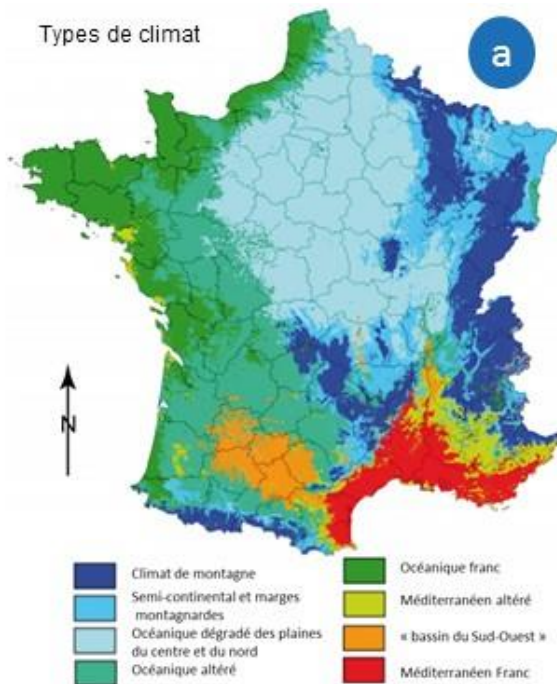 Types de climat
a
N
Climat de montagne
Semi-continental et marges
montagnardes
Océanique dégradé des plaines
du centre et du nord
Océanique altéré
Océanique franc
Méditerranéen altéré
« bassin du Sud-Ouest »
Méditerranéen Franc